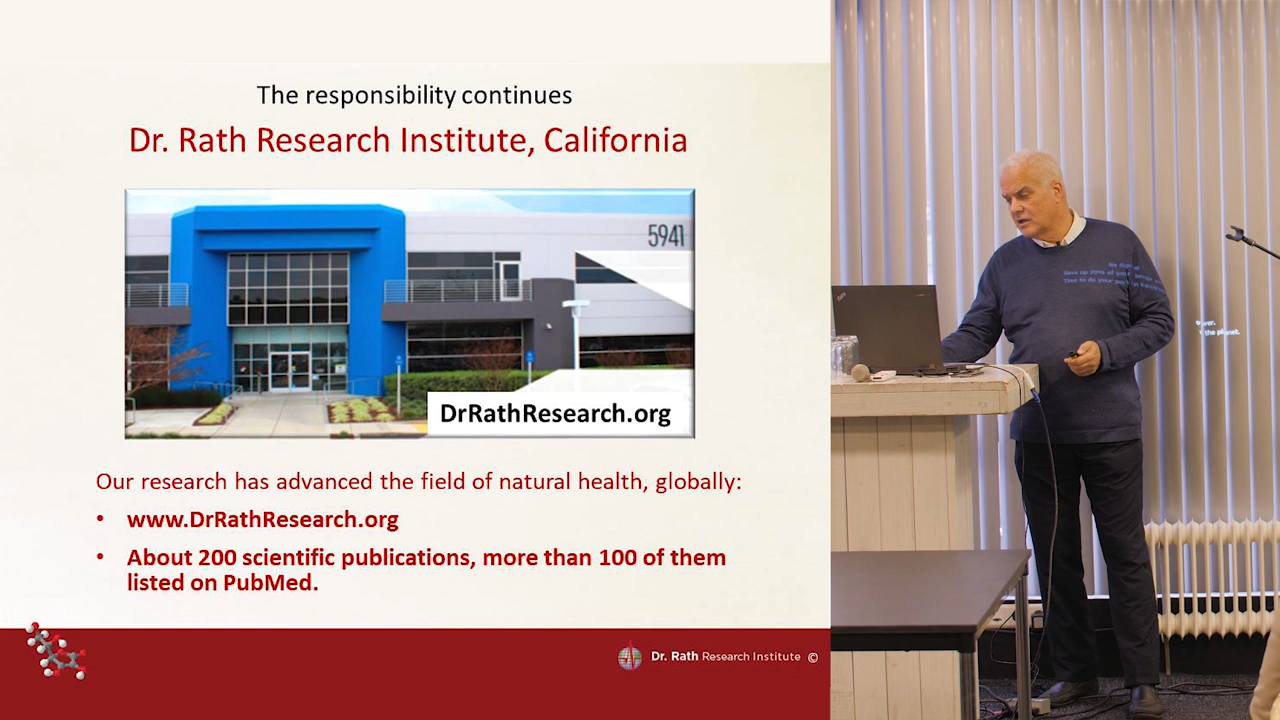 The responsibility continues
Dr. Rath Research Institute, California
5941
DrRathResearch.org
Our research has advanced the field of natural health, globally:
• www.DrRathResearch.org
• About 200 scientific publications, more than 100 of them
listed on PubMed.
Dr. Rath Research Institute ©
the planet.